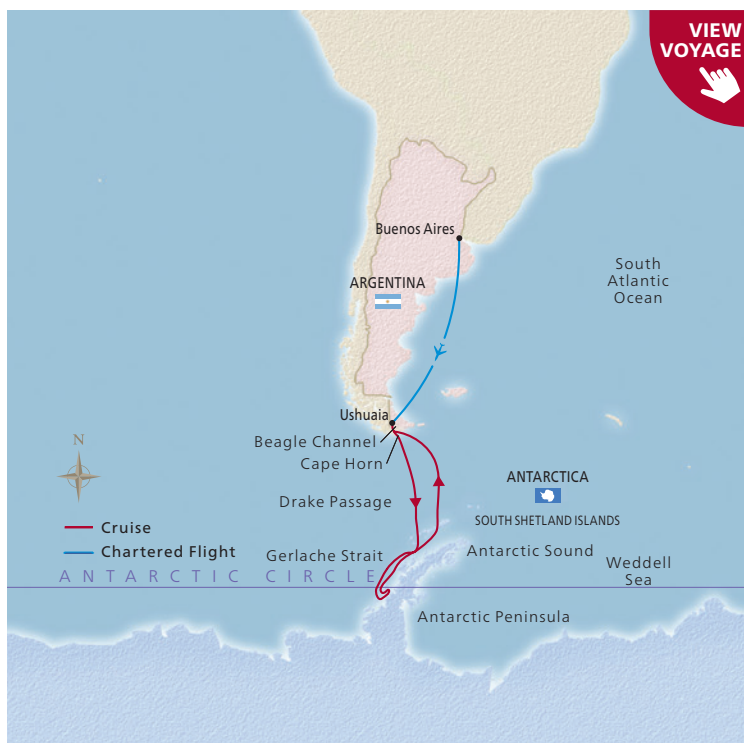 VIEW
VOYAGE
Buenos Aires
ARGENTINA
South
Atlantic
Ocean
Ushuaia
Beagle Channel
Cape Horn
N
ANTARCTICA
Drake Passage
SOUTH SHETLAND ISLANDS
Cruise
Chartered Flight
Gerlache Strait
Antarctic Sound
Weddell
Sea
ANTARCTIC CIRCLE
Antarctic Peninsula